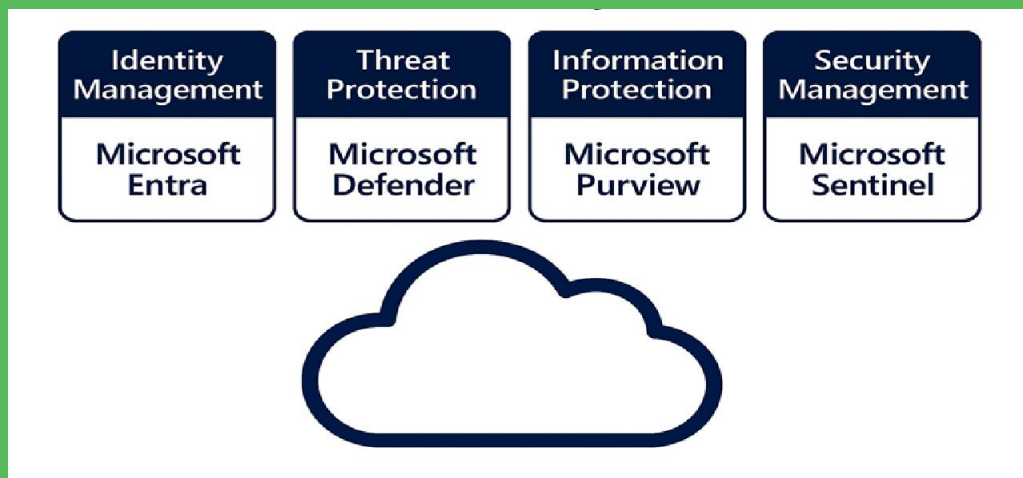 Identity
Management
Microsoft
Entra
Threat
Protection
Microsoft
Defender
Information
Protection
Microsoft
Purview
Security
Management
Microsoft
Sentinel